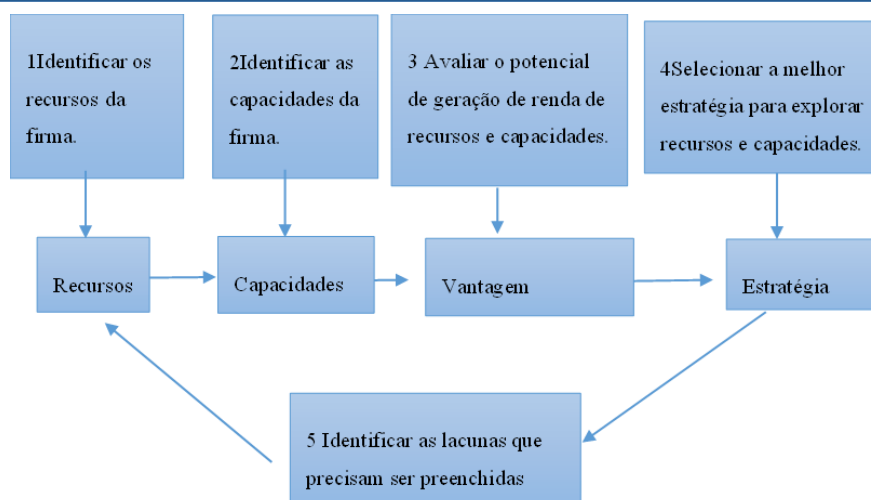 1Identificar os
recursos da
firma.
2Identificar as
capacidades da
firma.
3 Avaliar o potencial
de geração de renda de
recursos e capacidades.
4Selecionar a melhor
estratégia para explorar
recursos e capacidades.
Recursos
Capacidades
Vantagem
Estratégia
5 Identificar as lacunas que
precisam ser preenchidas